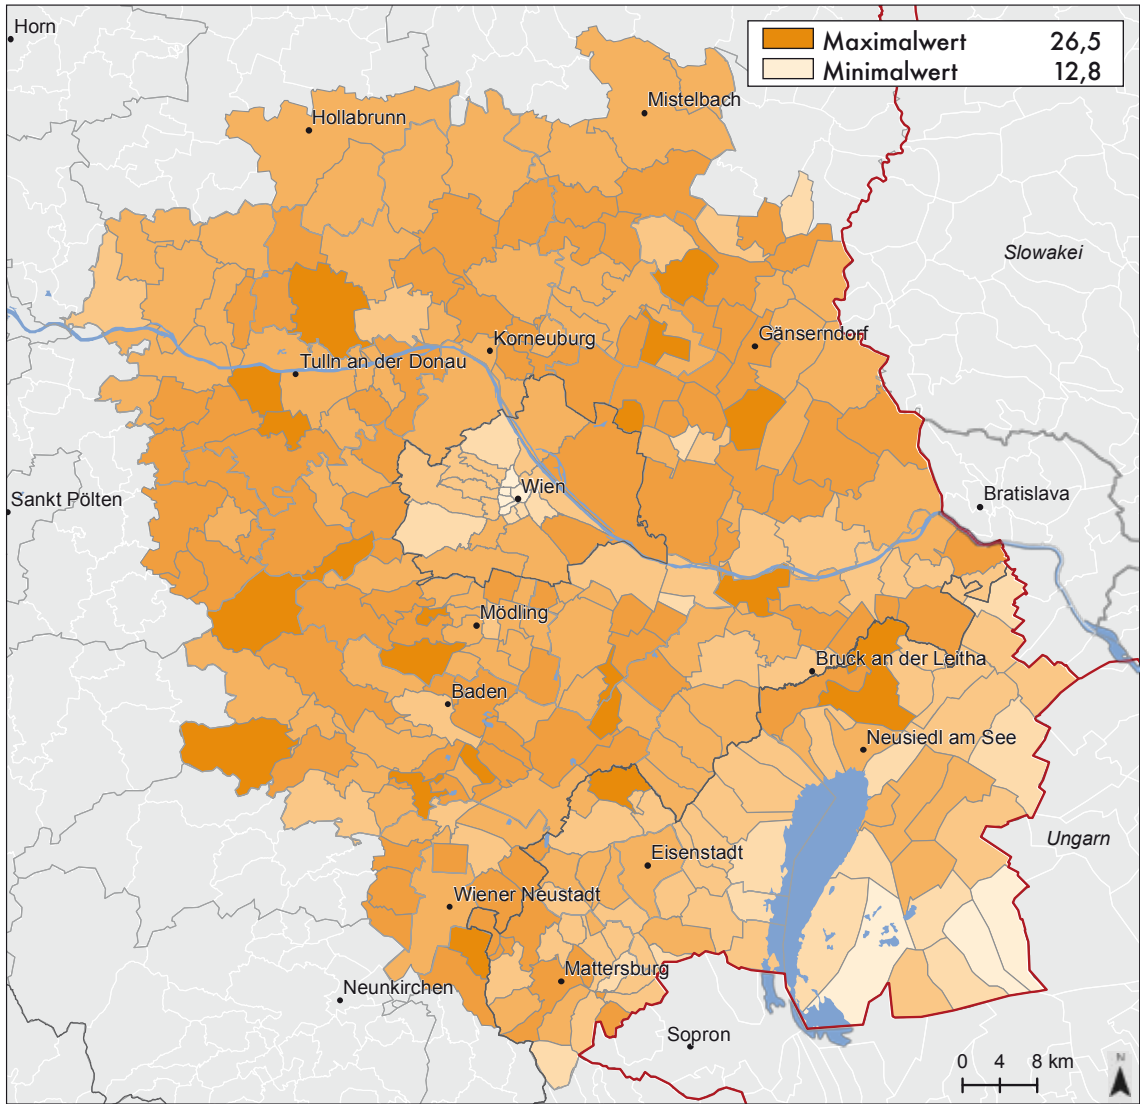 Horn
Maximalwert 26,5
Minimalwert 12,8
Mistelbach
Hollabrunn
Slowakei
Gänserndorf
Korneuburg
Tulln an der Donau
Wien
Bratislava
Sankt Pölten
Mödling
Bruck an der Leitha
Baden
Neusiedl am See
Ungarn
Eisenstadt
Wiener Neustadt
Mattersburg
Neunkirchen
Sopron
N
0 4 8 km